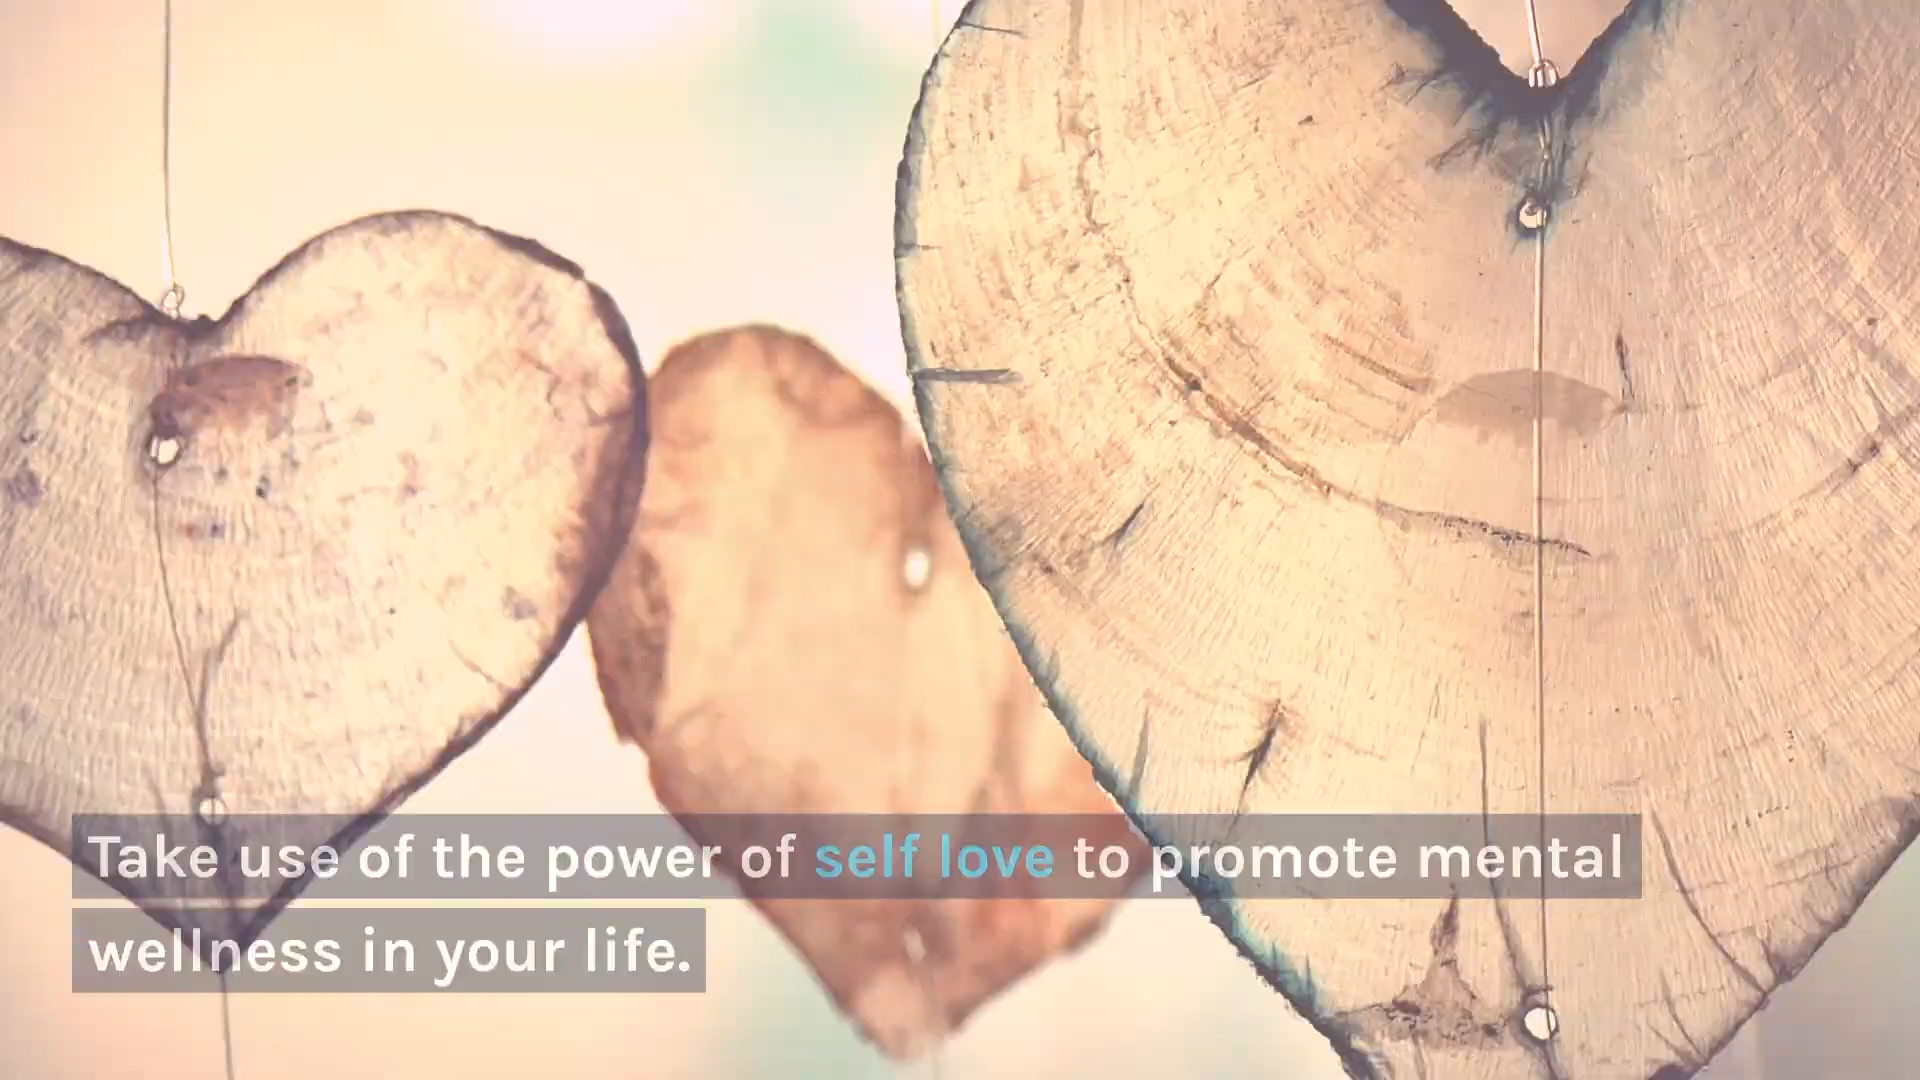 Take use of the power of self love to promote mental
wellness in your life.